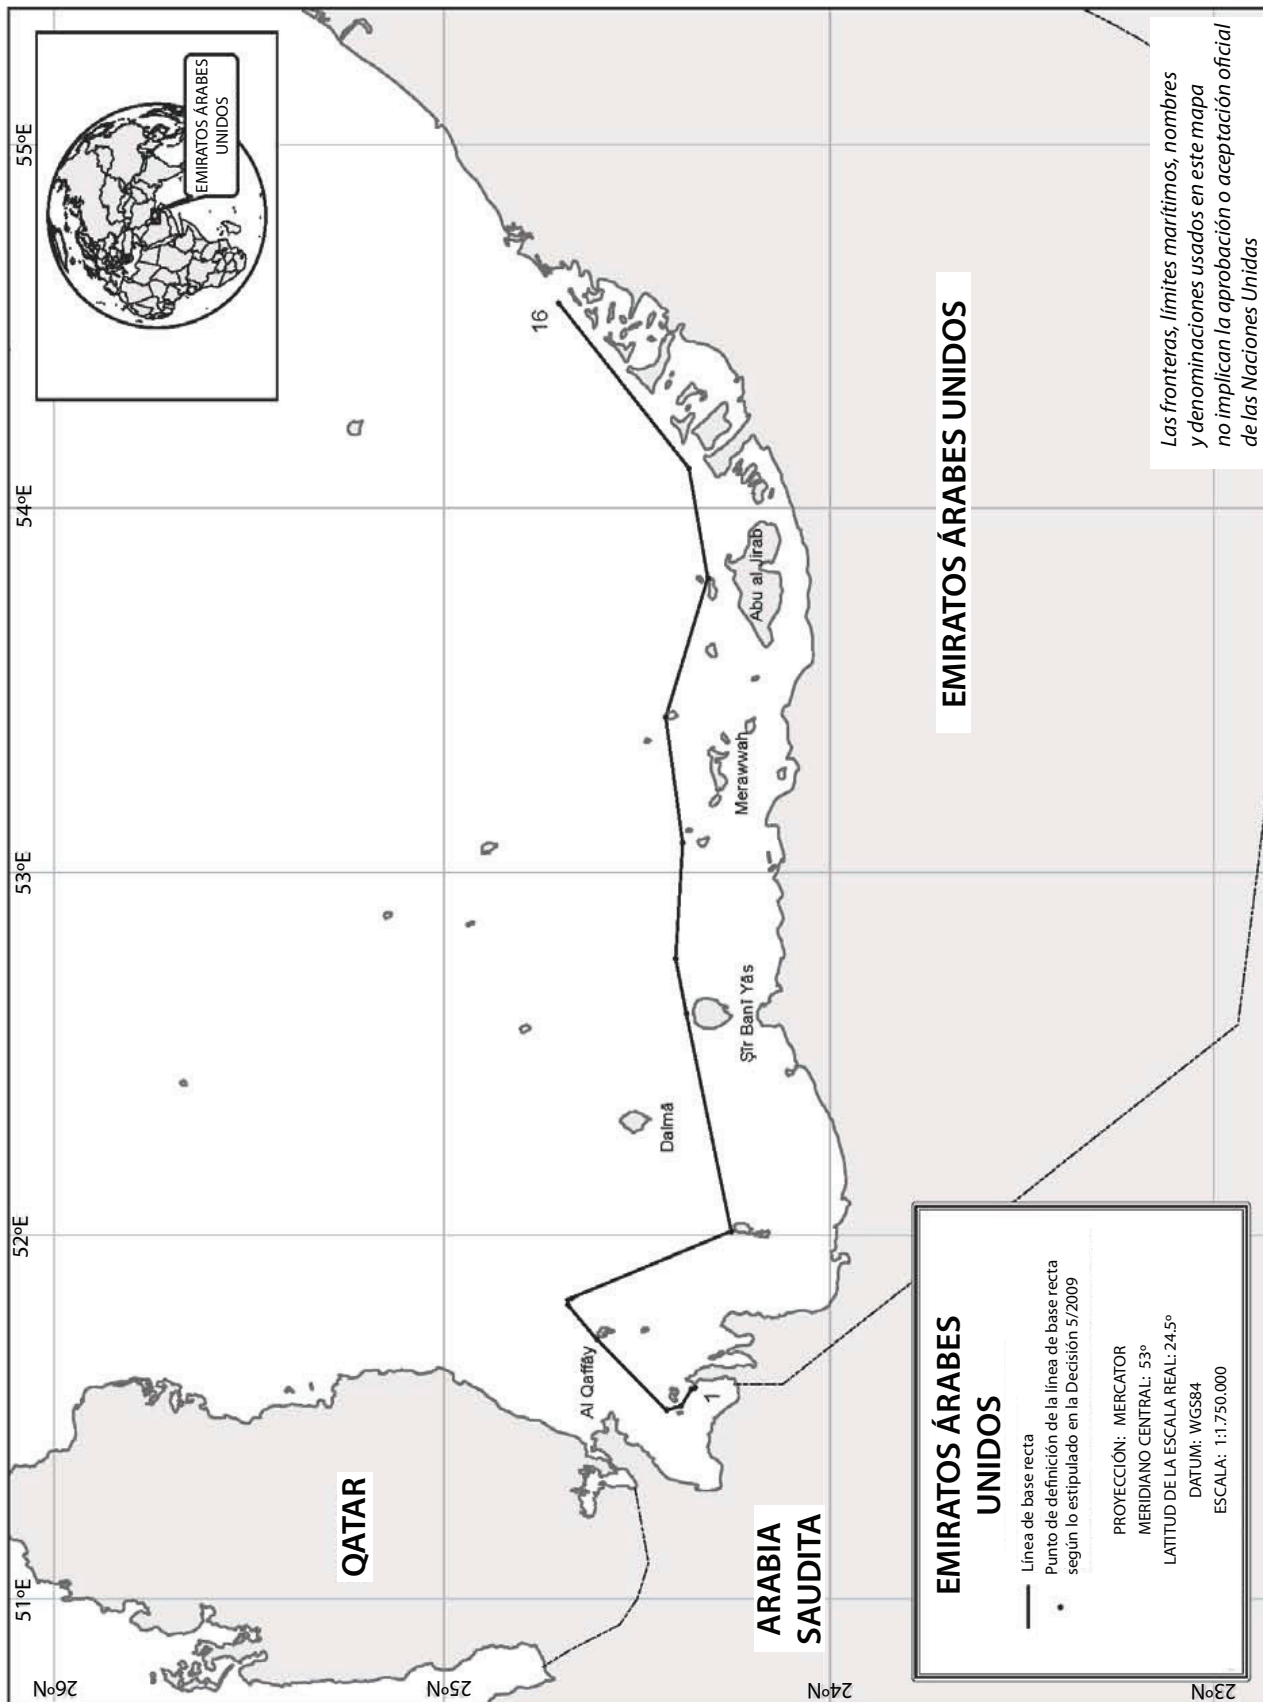 51ºE
52ºE
53ºE
54ºE
55ºE
26ºN
25ºN
24ºN
23ºN
EMIRATOS ÁRABES
UNIDOS
QATAR
ARABIA
SAUDITA
EMIRATOS ÁRABES UNIDOS
Al Qaffāy
Dalmā
Şīr Banī Yās
Merawwah
Abu al Jirab
1
16
EMIRATOS ÁRABES
UNIDOS
Línea de base recta
Punto de definición de la línea de base recta
según lo estipulado en la Decisión 5/2009
PROYECCIÓN: MERCATOR
MERIDIANO CENTRAL: 53º
LATITUD DE LA ESCALA REAL: 24.5º
DATUM: WGS84
ESCALA: 1:1.750.000
Las fronteras, límites marítimos, nombres
y denominaciones usados en este mapa
no implican la aprobación o aceptación oficial
de las Naciones Unidas